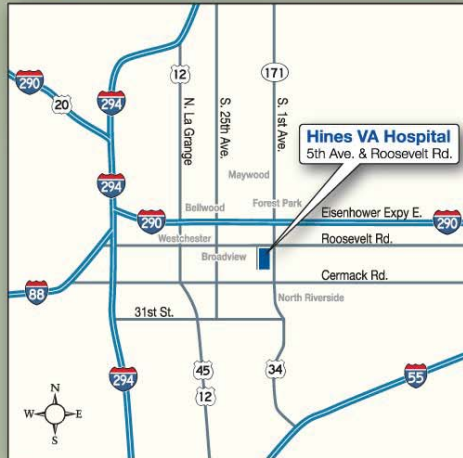 12
171
290
20
294
N. La Grange
S. 25th Ave.
S. 1st Ave.
Hines VA Hospital
5th Ave. & Roosevelt Rd.
294
Maywood
Bellwood
Forest Park
Eisenhower Expy E.
290
290
Roosevelt Rd.
Westchester
Broadview
Cermack Rd.
88
North Riverside
31st St.
294
45
12
34
55
N
W
E
S